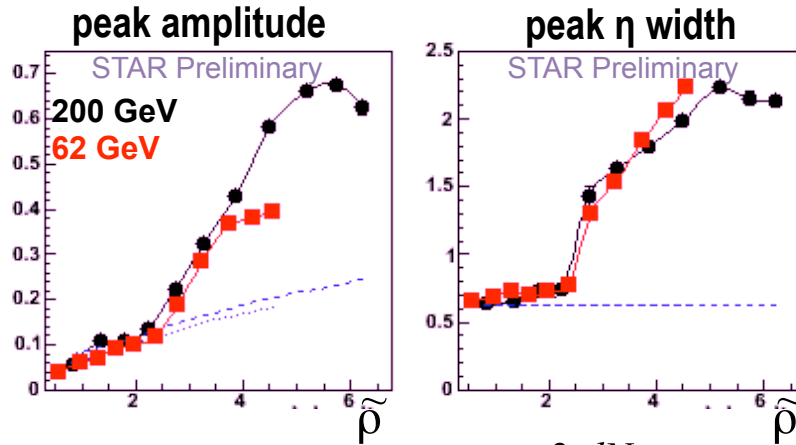 peak amplitude
STAR Preliminary
200 GeV
62 GeV
0.7
0.6
0.5
0.4
0.3
0.2
0.1
0
2
4
6
ρ̃
peak η width
STAR Preliminary
2.5
2
1.5
1
0.5
0
2
4
6
ρ̃